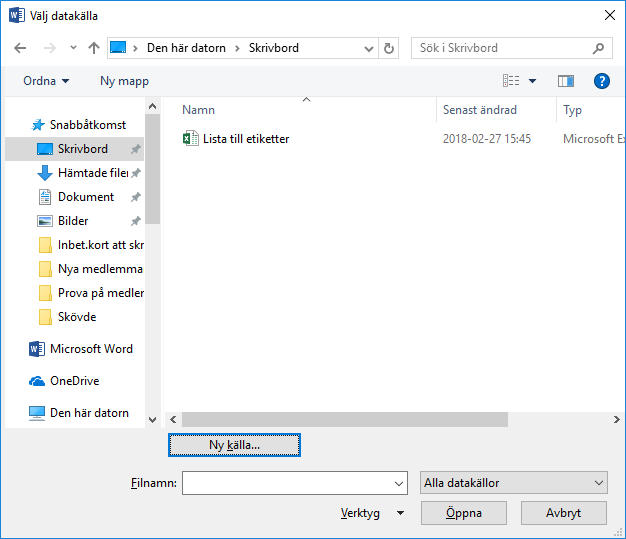 Välj datakälla
Den här datorn Skrivbord
Sök i Skrivbord
Ordna Ny mapp
Namn Senast ändrad Typ
Snabbåtkomst
Skrivbord
Hämtade filer
Dokument
Bilder
Inbet.kort att skr
Nya medlemma
Prova på medler
Skövde
Microsoft Word
OneDrive
Den här datorn
Lista till etiketter 2018-02-27 15:45 Microsoft Ex
Ny källa...
Filnamn: Alla datakällor
Verktyg Öppna Avbryt